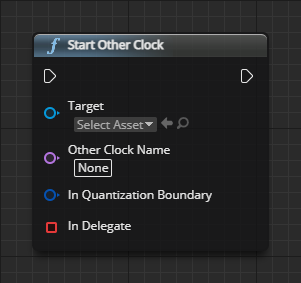 Start Other Clock
Target
Select Asset
Other Clock Name
None
In Quantization Boundary
In Delegate